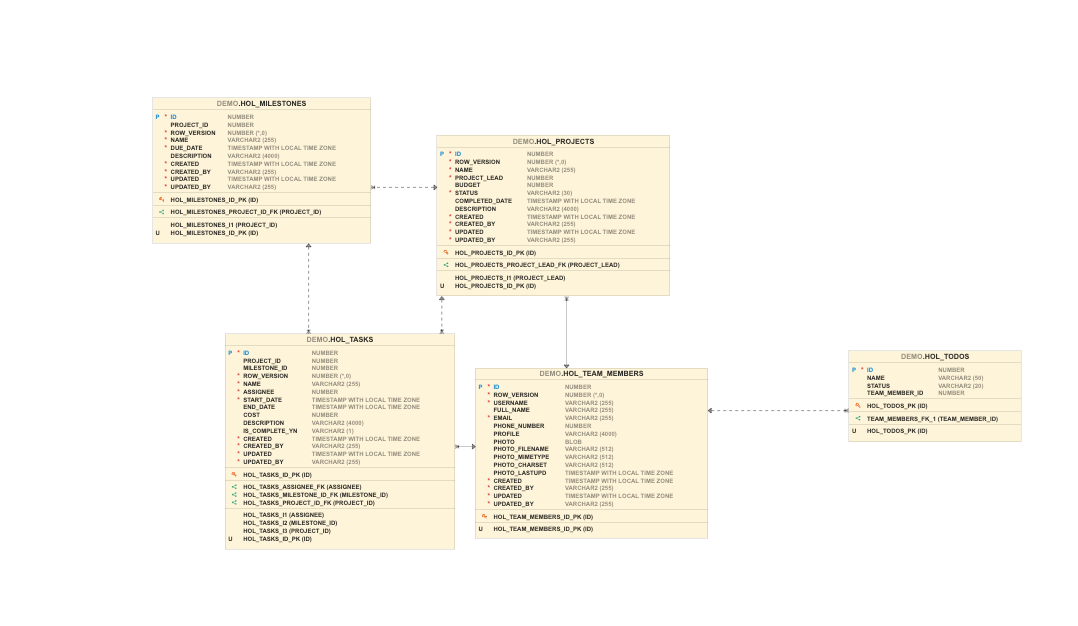 DEMO.HOL_MILESTONES
P * ID NUMBER
PROJECT_ID NUMBER
* ROW_VERSION NUMBER (*,0)
* NAME VARCHAR2 (255)
* DUE_DATE TIMESTAMP WITH LOCAL TIME ZONE
DESCRIPTION VARCHAR2 (4000)
* CREATED TIMESTAMP WITH LOCAL TIME ZONE
* CREATED_BY VARCHAR2 (255)
* UPDATED TIMESTAMP WITH LOCAL TIME ZONE
* UPDATED_BY VARCHAR2 (255)
HOL_MILESTONES_ID_PK (ID)
HOL_MILESTONES_PROJECT_ID_FK (PROJECT_ID)
HOL_MILESTONES_I1 (PROJECT_ID)
U HOL_MILESTONES_ID_PK (ID)
DEMO.HOL_PROJECTS
P * ID NUMBER
* ROW_VERSION NUMBER (*,0)
* NAME VARCHAR2 (255)
* PROJECT_LEAD NUMBER
BUDGET NUMBER
* STATUS VARCHAR2 (30)
COMPLETED_DATE TIMESTAMP WITH LOCAL TIME ZONE
DESCRIPTION VARCHAR2 (4000)
* CREATED TIMESTAMP WITH LOCAL TIME ZONE
* CREATED_BY VARCHAR2 (255)
* UPDATED TIMESTAMP WITH LOCAL TIME ZONE
* UPDATED_BY VARCHAR2 (255)
HOL_PROJECTS_ID_PK (ID)
HOL_PROJECTS_PROJECT_LEAD_FK (PROJECT_LEAD)
HOL_PROJECTS_I1 (PROJECT_LEAD)
U HOL_PROJECTS_ID_PK (ID)
DEMO.HOL_TASKS
P * ID NUMBER
PROJECT_ID NUMBER
MILESTONE_ID NUMBER
* ROW_VERSION NUMBER (*,0)
* NAME VARCHAR2 (255)
* ASSIGNEE NUMBER
* START_DATE TIMESTAMP WITH LOCAL TIME ZONE
END_DATE TIMESTAMP WITH LOCAL TIME ZONE
COST NUMBER
DESCRIPTION VARCHAR2 (4000)
IS_COMPLETE_YN VARCHAR2 (1)
* CREATED TIMESTAMP WITH LOCAL TIME ZONE
* CREATED_BY VARCHAR2 (255)
* UPDATED TIMESTAMP WITH LOCAL TIME ZONE
* UPDATED_BY VARCHAR2 (255)
HOL_TASKS_ID_PK (ID)
HOL_TASKS_ASSIGNEE_FK (ASSIGNEE)
HOL_TASKS_MILESTONE_ID_FK (MILESTONE_ID)
HOL_TASKS_PROJECT_ID_FK (PROJECT_ID)
HOL_TASKS_I1 (ASSIGNEE)
HOL_TASKS_I2 (MILESTONE_ID)
HOL_TASKS_I3 (PROJECT_ID)
U HOL_TASKS_ID_PK (ID)
DEMO.HOL_TEAM_MEMBERS
P * ID NUMBER
* ROW_VERSION NUMBER (*,0)
* USERNAME VARCHAR2 (255)
FULL_NAME VARCHAR2 (255)
* EMAIL VARCHAR2 (255)
PHONE_NUMBER NUMBER
PROFILE VARCHAR2 (4000)
PHOTO BLOB
PHOTO_FILENAME VARCHAR2 (512)
PHOTO_MIMETYPE VARCHAR2 (512)
PHOTO_CHARSET VARCHAR2 (512)
PHOTO_LASTUPD TIMESTAMP WITH LOCAL TIME ZONE
* CREATED TIMESTAMP WITH LOCAL TIME ZONE
* CREATED_BY VARCHAR2 (255)
* UPDATED TIMESTAMP WITH LOCAL TIME ZONE
* UPDATED_BY VARCHAR2 (255)
HOL_TEAM_MEMBERS_ID_PK (ID)
U HOL_TEAM_MEMBERS_ID_PK (ID)
DEMO.HOL_TODOS
P * ID NUMBER
NAME VARCHAR2 (50)
STATUS VARCHAR2 (20)
TEAM_MEMBER_ID NUMBER
HOL_TODOS_PK (ID)
TEAM_MEMBERS_FK_1 (TEAM_MEMBER_ID)
U HOL_TODOS_PK (ID)